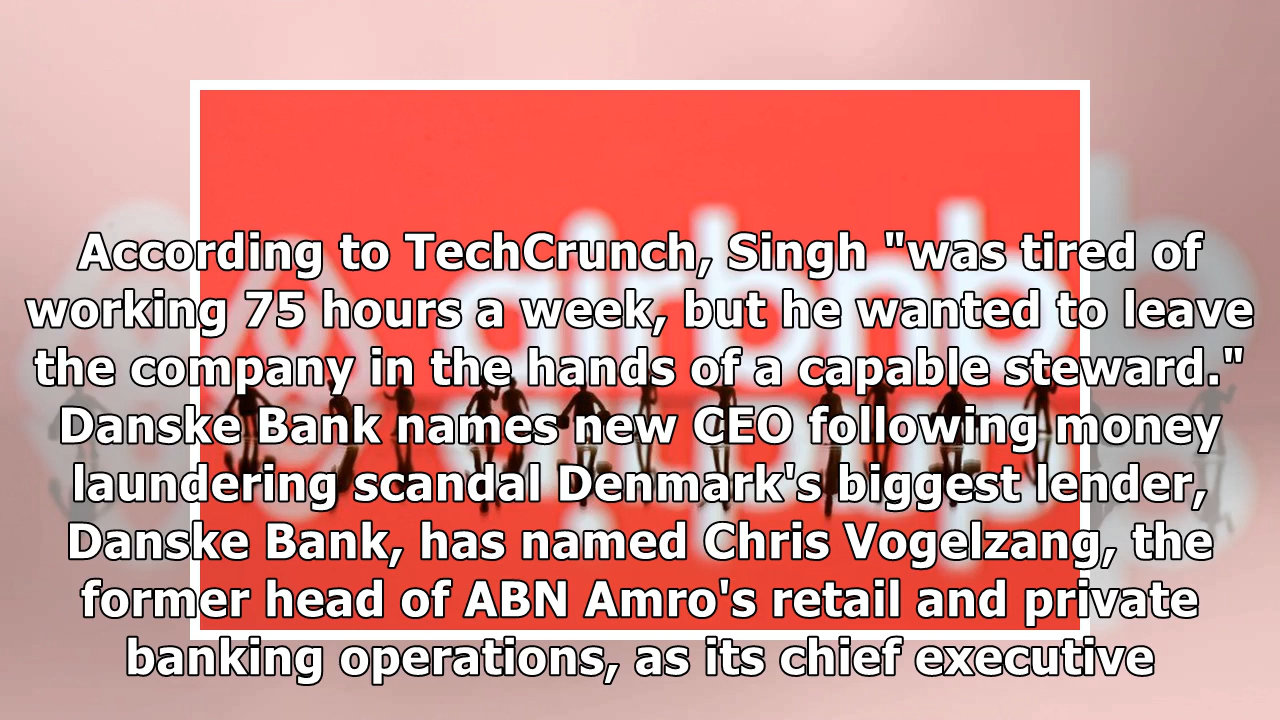 airbnb
According to TechCrunch, Singh "was tired of
working 75 hours a week, but he wanted to leave
the company in the hands of a capable steward."
Danske Bank names new CEO following money
laundering scandal Denmark's biggest lender,
Danske Bank, has named Chris Vogelzang, the
former head of ABN Amro's retail and private
banking operations, as its chief executive